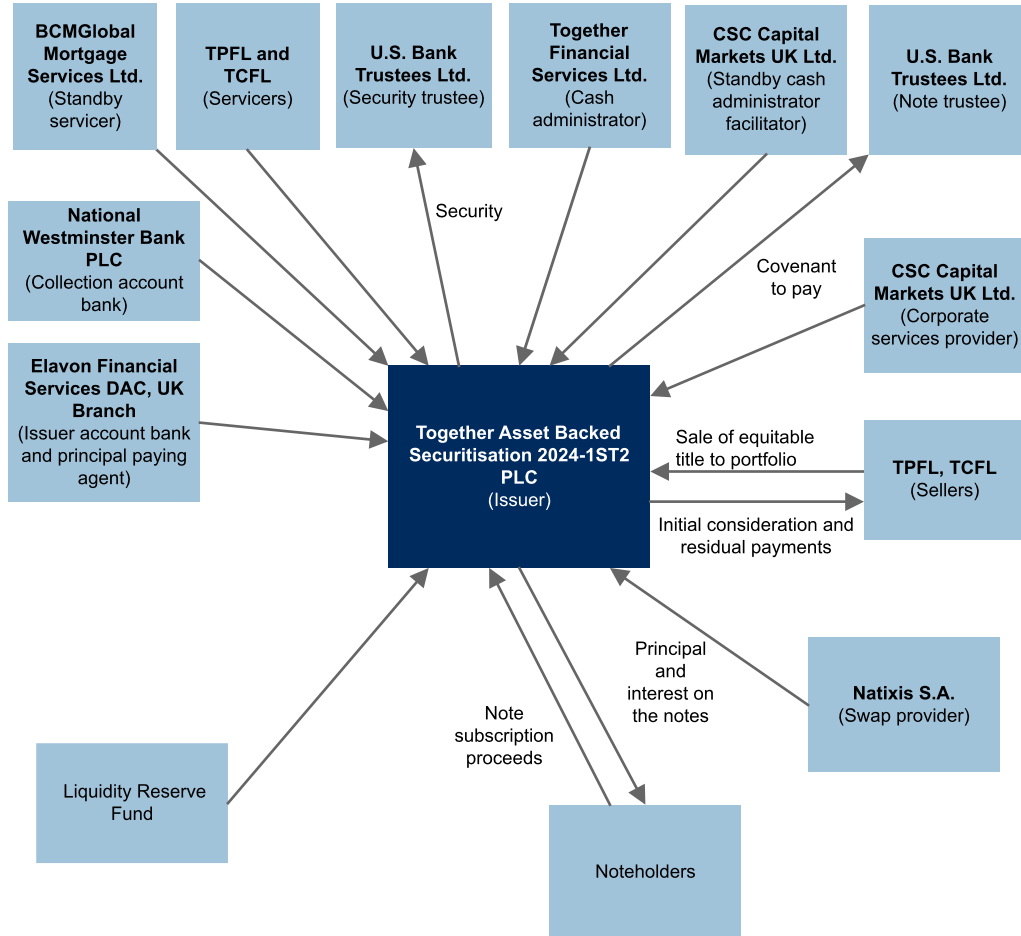 BCMGlobal
Mortgage
Services Ltd.
(Standby
servicer)
TPFL and
TCFL
(Servicers)
U.S. Bank
Trustees Ltd.
(Security trustee)
Together
Financial
Services Ltd.
(Cash
administrator)
CSC Capital
Markets UK Ltd.
(Standby cash
administrator
facilitator)
U.S. Bank
Trustees Ltd.
(Note trustee)
Security
National
Westminster Bank
PLC
(Collection account
bank)
Covenant
to pay
CSC Capital
Markets UK Ltd.
(Corporate
services provider)
Elavon Financial
Services DAC, UK
Branch
(Issuer account bank
and principal paying
agent)
Together Asset Backed
Securitisation 2024-1ST2
PLC
(Issuer)
Sale of equitable
title to portfolio
TPFL, TCFL
(Sellers)
Initial consideration and
residual payments
Principal
and
interest on
the notes
Natixis S.A.
(Swap provider)
Note
subscription
proceeds
Liquidity Reserve
Fund
Noteholders